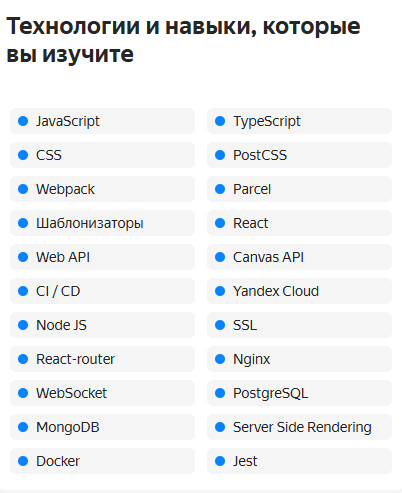 Технологии и навыки, которые
вы изучите
JavaScript
TypeScript
CSS
PostCSS
Webpack
Parcel
Шаблонизаторы
React
Web API
Canvas API
CI / CD
Yandex Cloud
Node JS
SSL
React-router
Nginx
WebSocket
PostgreSQL
MongoDB
Server Side Rendering
Docker
Jest